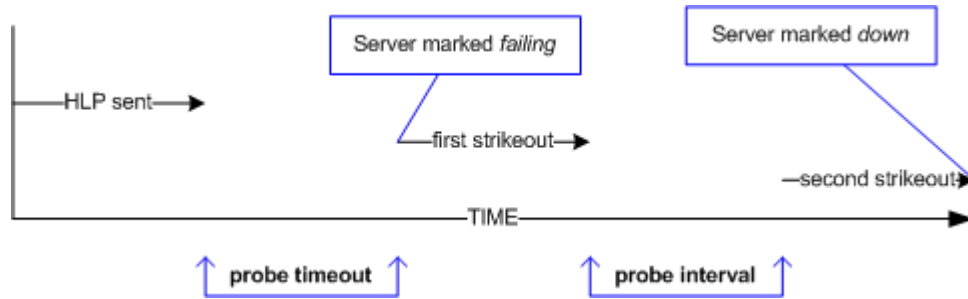 Server marked failing
Server marked down
HLP sent
first strikeout
second strikeout
TIME
probe timeout
probe interval